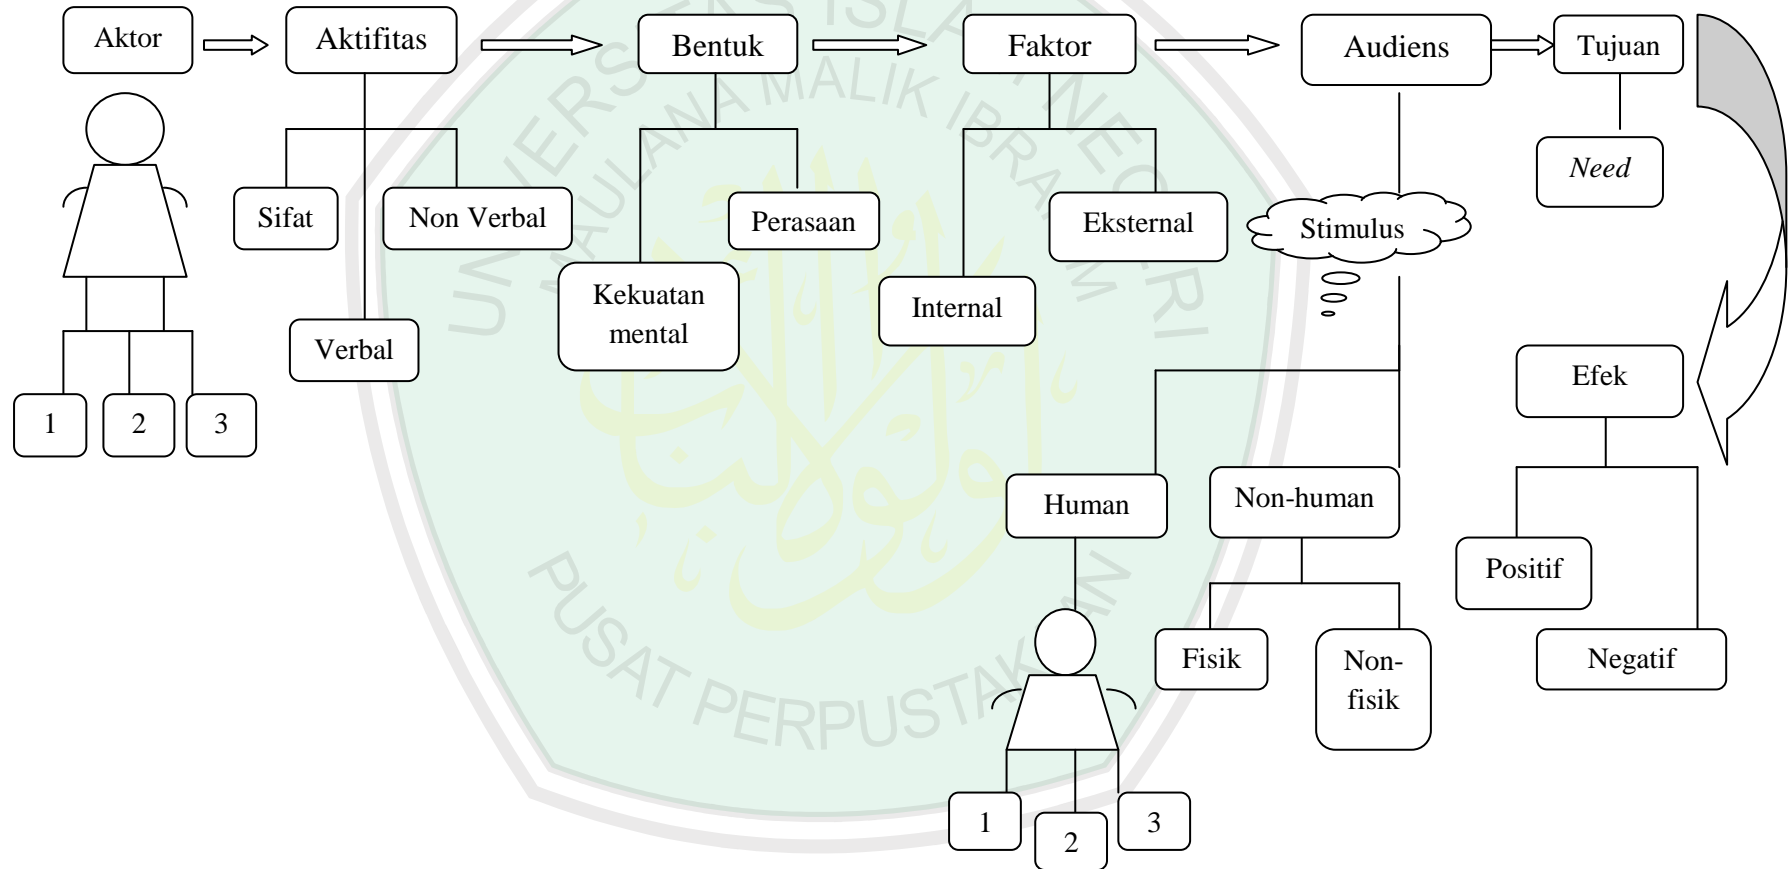 Aktor
Aktifitas
Bentuk
Faktor
Audiens
Tujuan
Sifat
Non Verbal
Verbal
Kekuatan
mental
Perasaan
Internal
Eksternal
Stimulus
Need
1
2
3
Human
Non-human
Efek
Fisik
Non-
fisik
Positif
Negatif
1
2
3
UNIVERSITAS ISLAM NEGERI
MAULANA MALIK IBRAHIM
PUSAT PERPUSTAKAAN